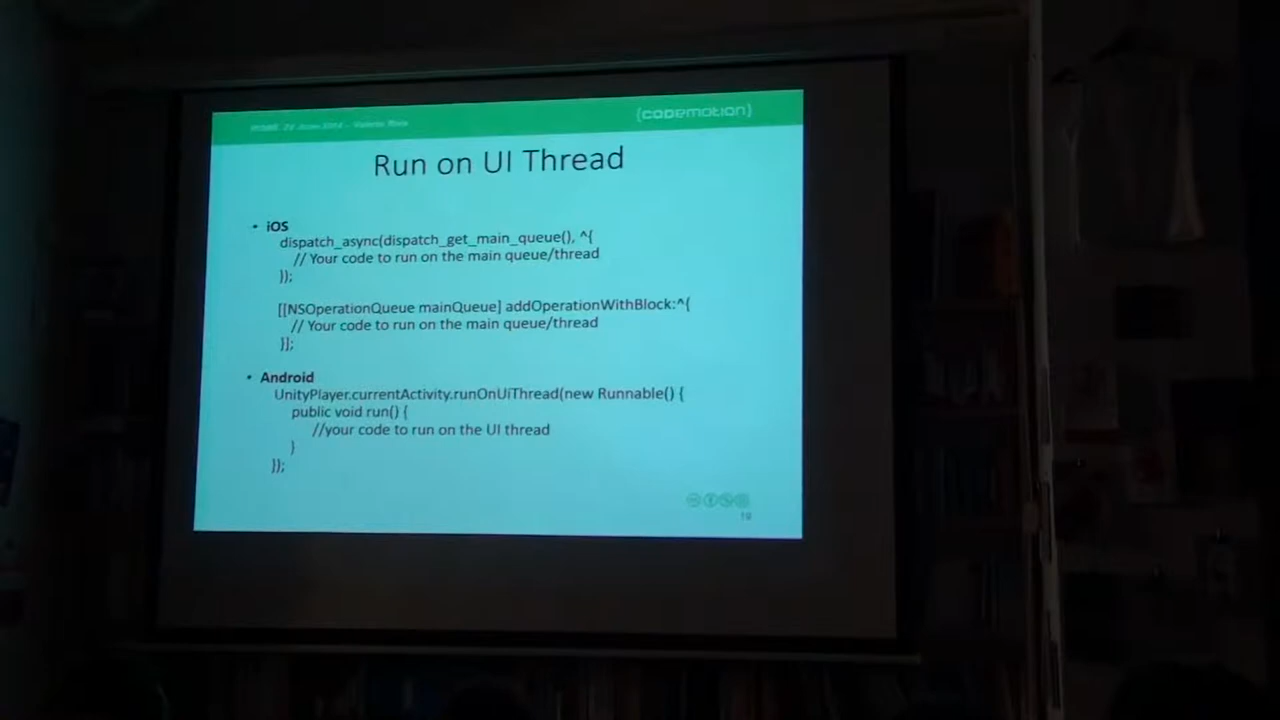 {codemotion}
Run on UI Thread
• iOS
dispatch_async(dispatch_get_main_queue(), ^{
// Your code to run on the main queue/thread
});
[[NSOperationQueue mainQueue] addOperationWithBlock:^{
// Your code to run on the main queue/thread
}];
• Android
UnityPlayer.currentActivity.runOnUiThread(new Runnable() {
public void run() {
//your code to run on the UI thread
}
});
19